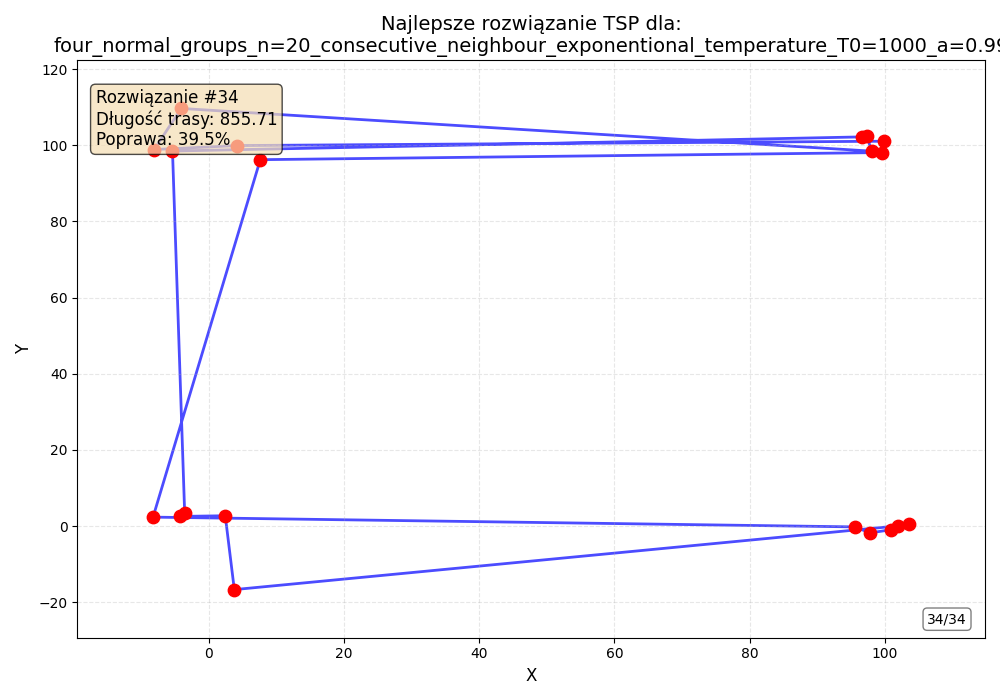 Najlepsze rozwiązanie TSP dla:
four_normal_groups_n=20_consecutive_neighbour_exponentional_temperature_T0=1000_a=0.99
Rozwiązanie #34
Długość trasy: 855.71
Poprawa: 39.5%
120
100
80
60
40
20
0
−20
Y
0
20
40
60
80
100
X
34/34